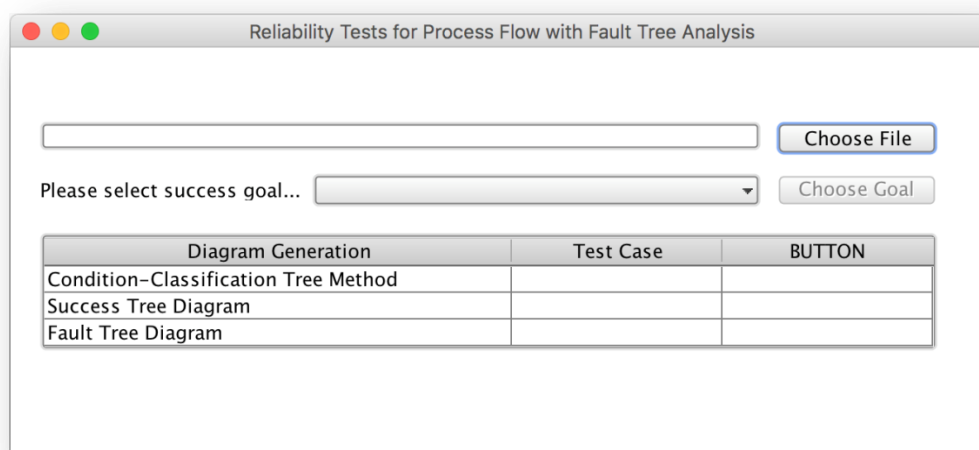 Reliability Tests for Process Flow with Fault Tree Analysis
Choose File
Please select success goal... Choose Goal
Diagram Generation Test Case BUTTON
Condition-Classification Tree Method
Success Tree Diagram
Fault Tree Diagram